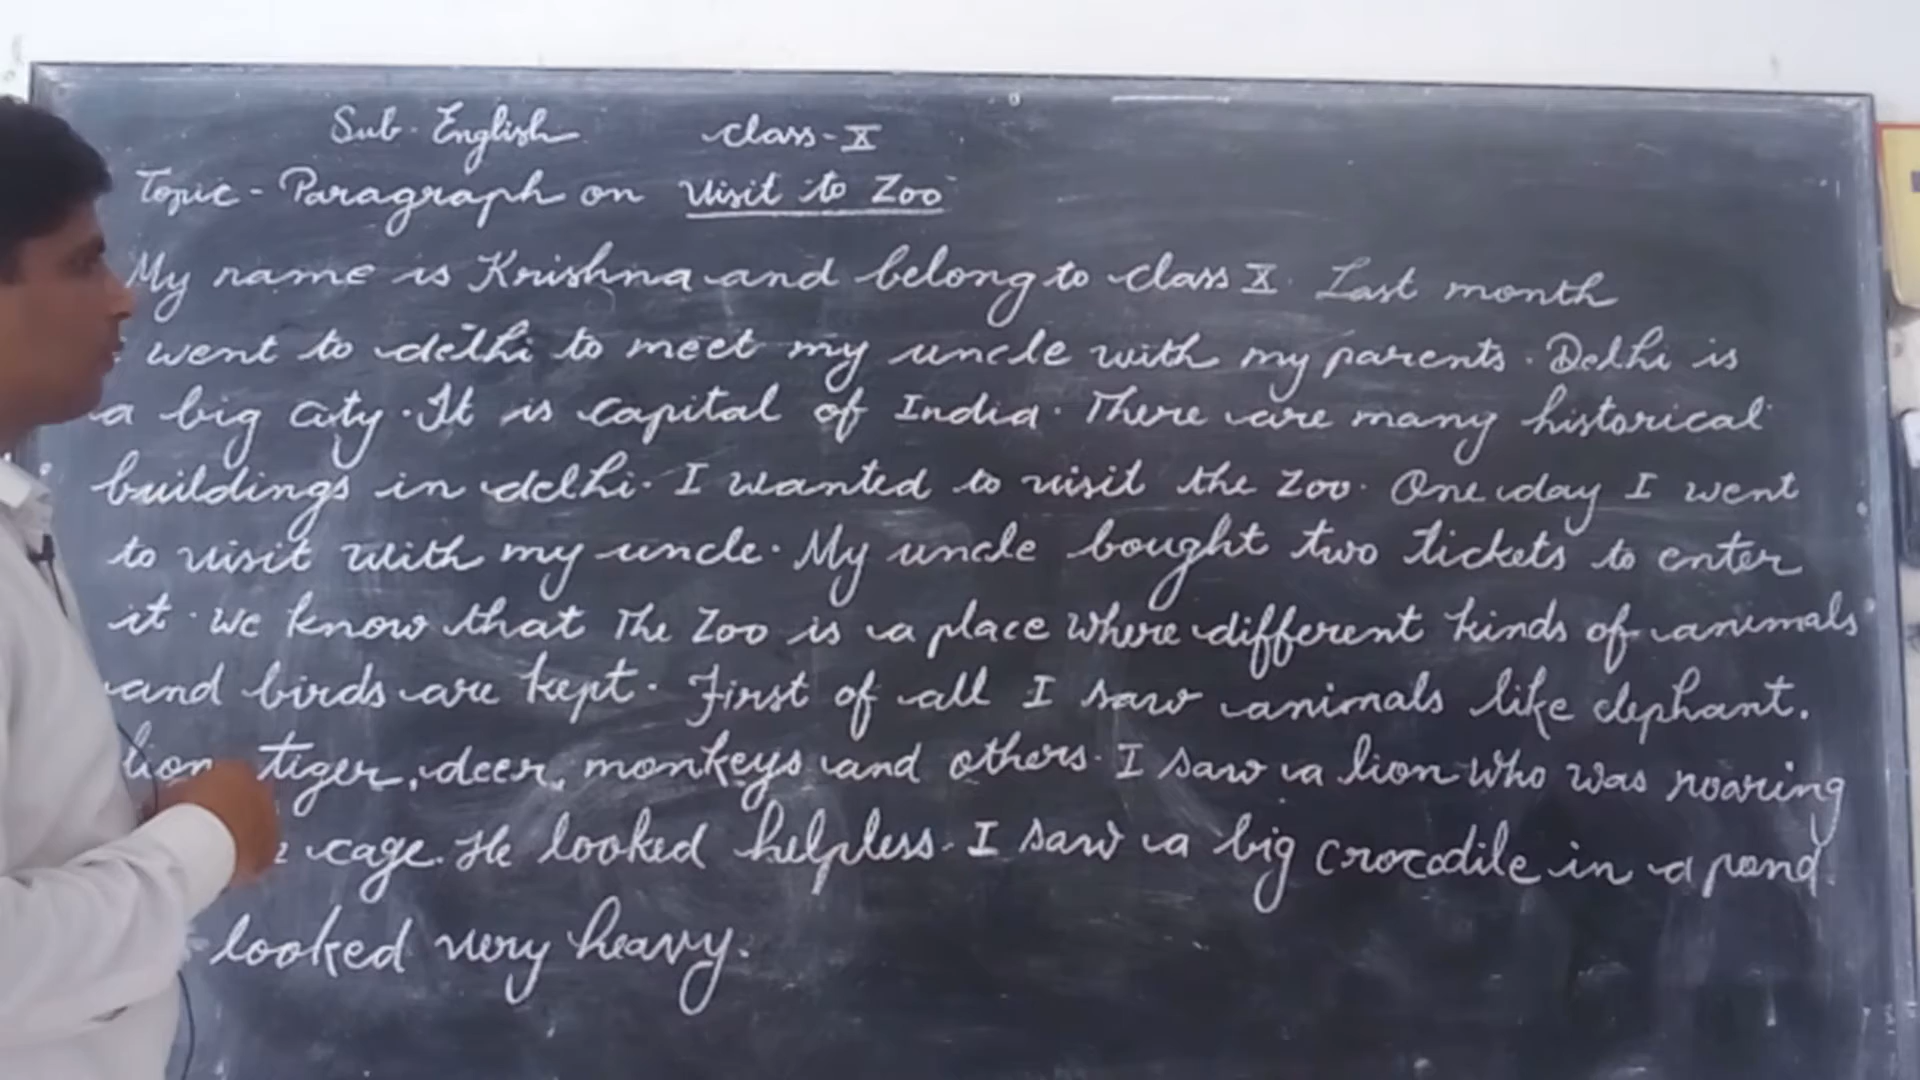 Sub. English class-X
Topic - Paragraph on Visit to Zoo
My name is Krishna and belong to class X. Last month
went to delhi to meet my uncle with my parents. Delhi is
a big city. It is capital of India. There are many historical
buildings in delhi. I wanted to visit the Zoo. One day I went
to visit with my uncle. My uncle bought two tickets to enter
it. We know that The Zoo is a place where different kinds of animals
and birds are kept. First of all I saw animals like elephant.
lion tiger, deer, monkeys and others. I saw a lion who was roaring
cage. He looked helpless. I saw a big crocodile in a pond.
looked very heavy.